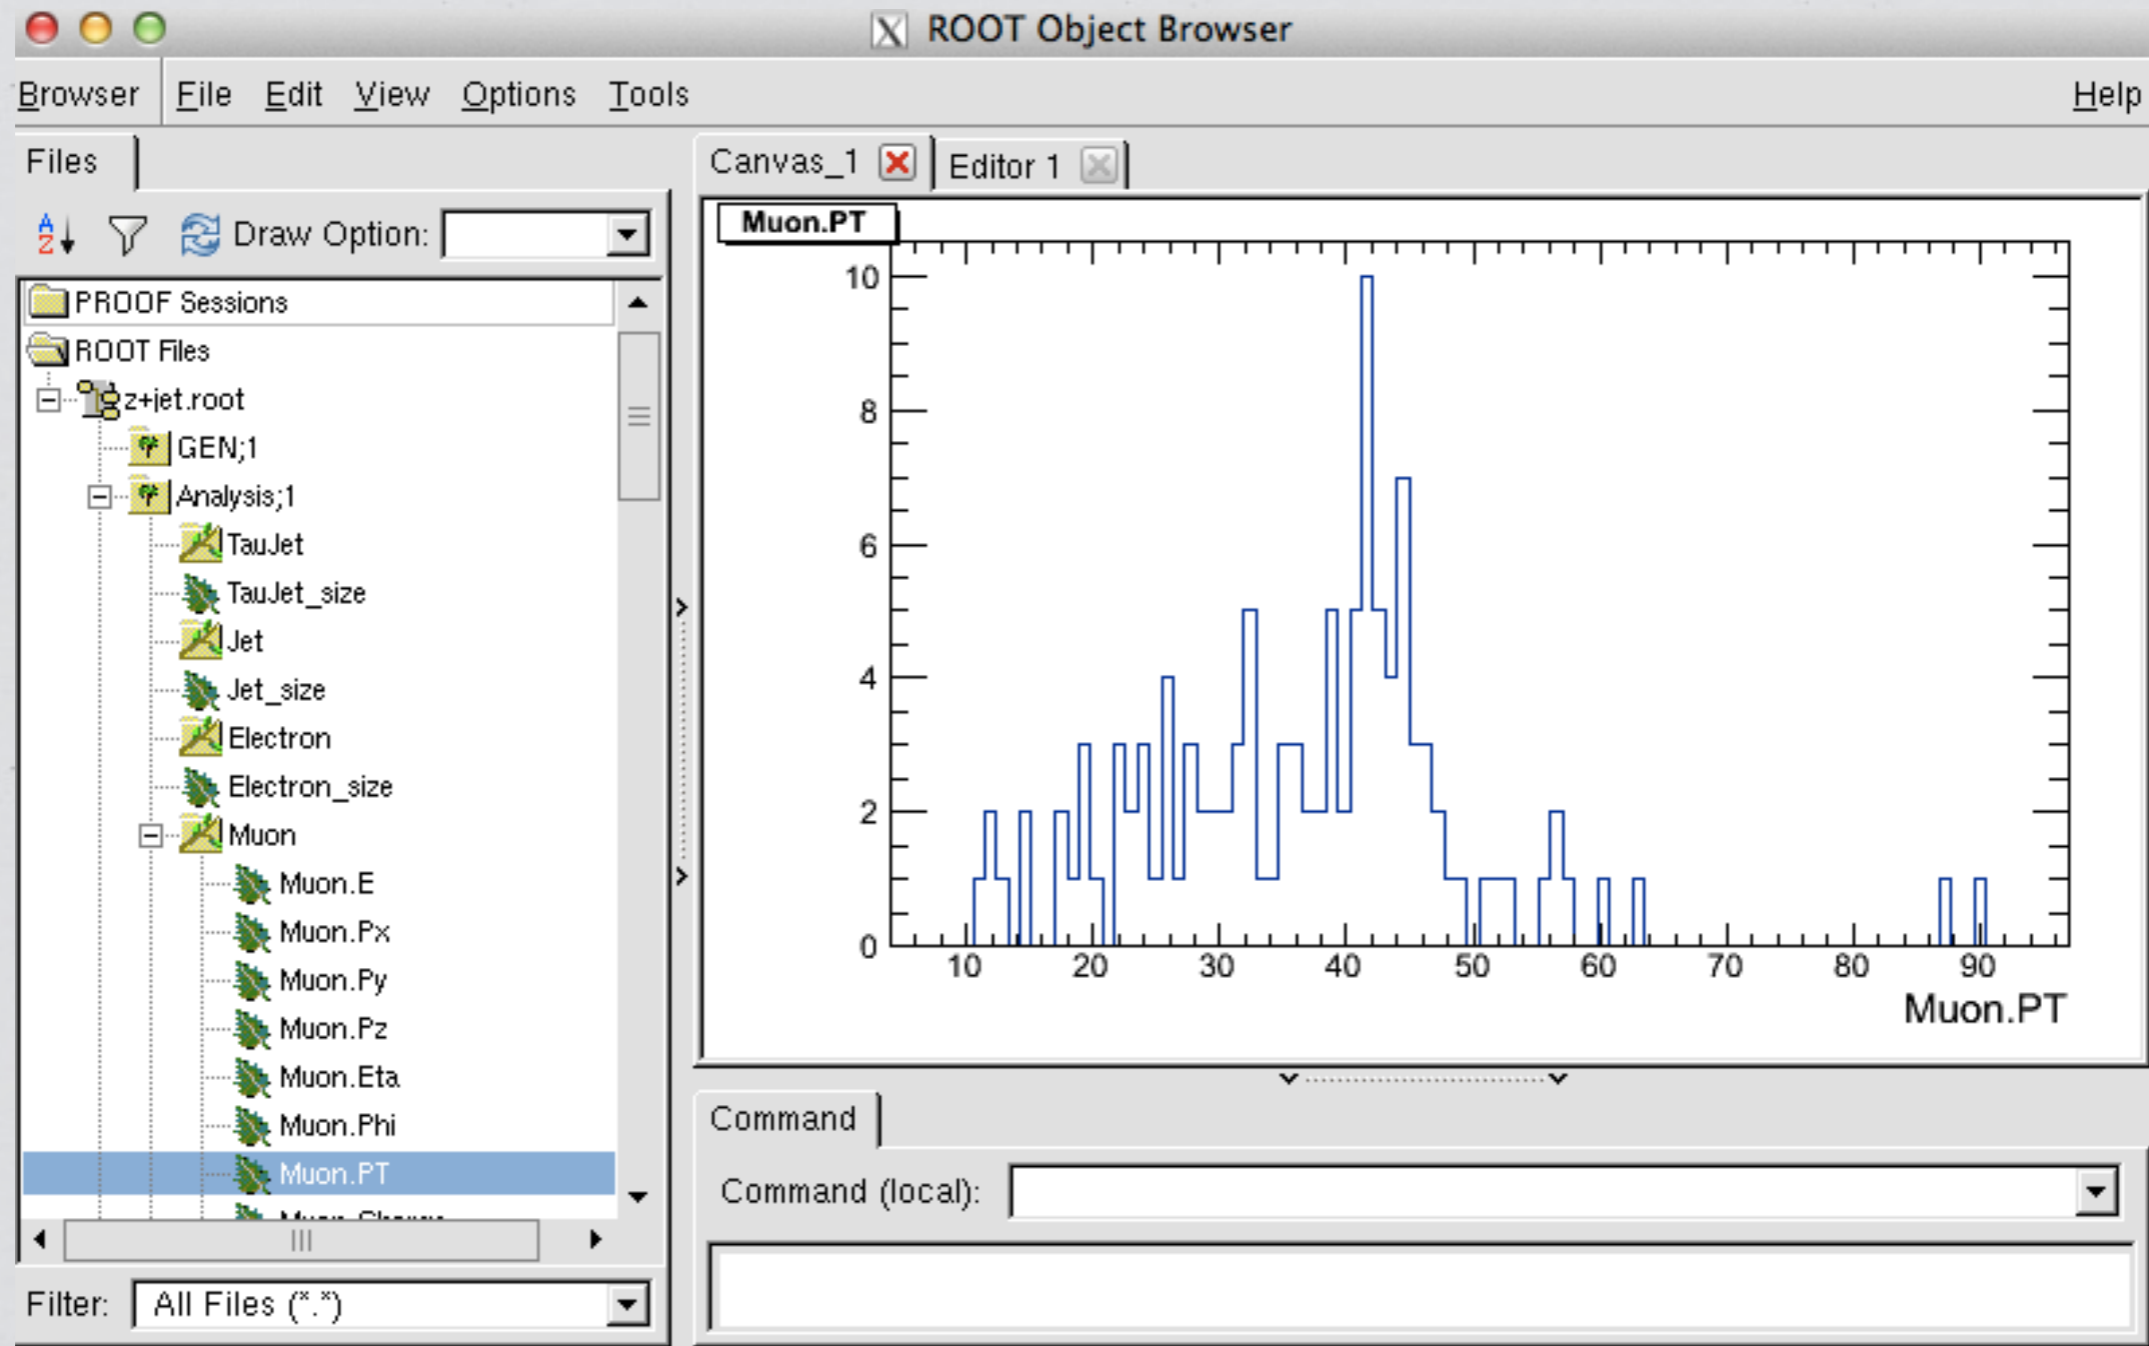 ROOT Object Browser
Browser File Edit View Options Tools Help
Files
Draw Option:
PROOF Sessions
ROOT Files
z+jet.root
GEN;1
Analysis;1
TauJet
TauJet_size
Jet
Jet_size
Electron
Electron_size
Muon
Muon.E
Muon.Px
Muon.Py
Muon.Pz
Muon.Eta
Muon.Phi
Muon.PT
Filter: All Files (*.*)
Canvas_1 Editor 1
Muon.PT
10
8
6
4
2
0
10 20 30 40 50 60 70 80 90
Muon.PT
Command
Command (local):